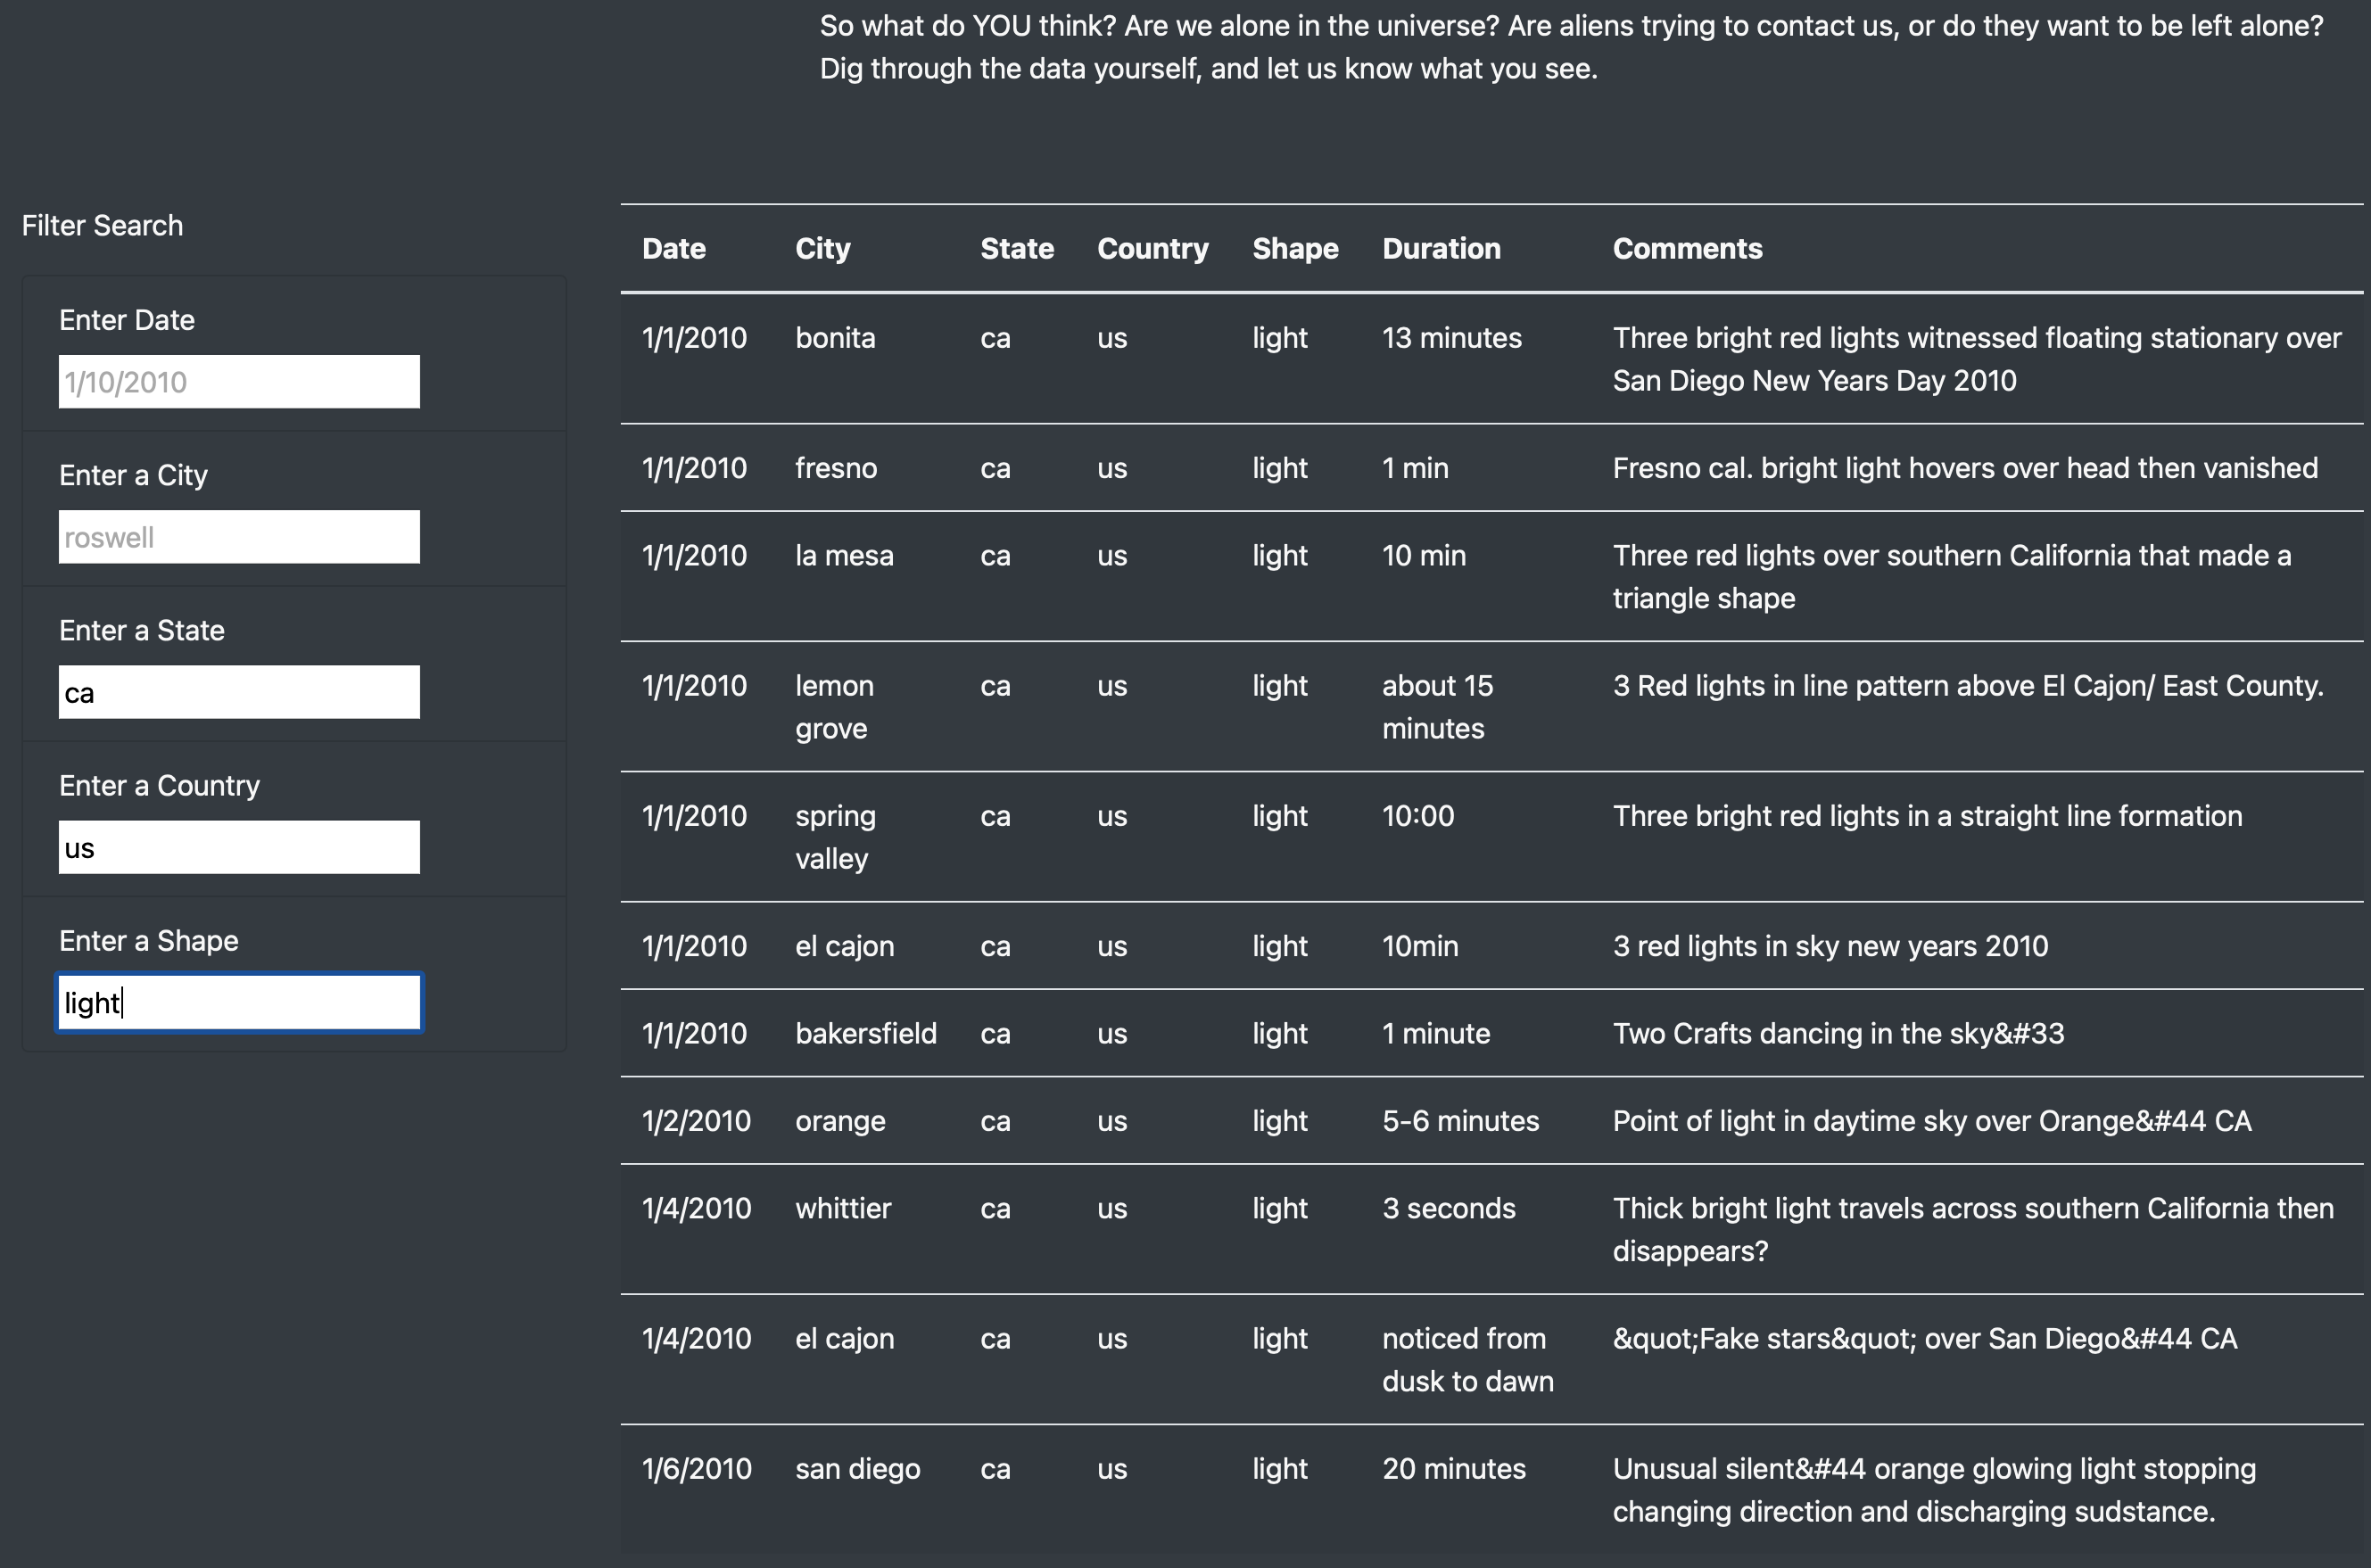 So what do YOU think? Are we alone in the universe? Are aliens trying to contact us, or do they want to be left alone?
Dig through the data yourself, and let us know what you see.
Filter Search
Enter Date
1/10/2010
Enter a City
roswell
Enter a State
ca
Enter a Country
us
Enter a Shape
light
Date City State Country Shape Duration Comments
1/1/2010 bonita ca us light 13 minutes Three bright red lights witnessed floating stationary over
San Diego New Years Day 2010
1/1/2010 fresno ca us light 1 min Fresno cal. bright light hovers over head then vanished
1/1/2010 la mesa ca us light 10 min Three red lights over southern California that made a
triangle shape
1/1/2010 lemon ca us light about 15 3 Red lights in line pattern above El Cajon/ East County.
grove minutes
1/1/2010 spring ca us light 10:00 Three bright red lights in a straight line formation
valley
1/1/2010 el cajon ca us light 10min 3 red lights in sky new years 2010
1/1/2010 bakersfield ca us light 1 minute Two Crafts dancing in the sky&#33
1/2/2010 orange ca us light 5-6 minutes Point of light in daytime sky over Orange&#44 CA
1/4/2010 whittier ca us light 3 seconds Thick bright light travels across southern California then
disappears?
1/4/2010 el cajon ca us light noticed from &quot;Fake stars&quot; over San Diego&#44 CA
dusk to dawn
1/6/2010 san diego ca us light 20 minutes Unusual silent&#44 orange glowing light stopping
changing direction and discharging sudstance.